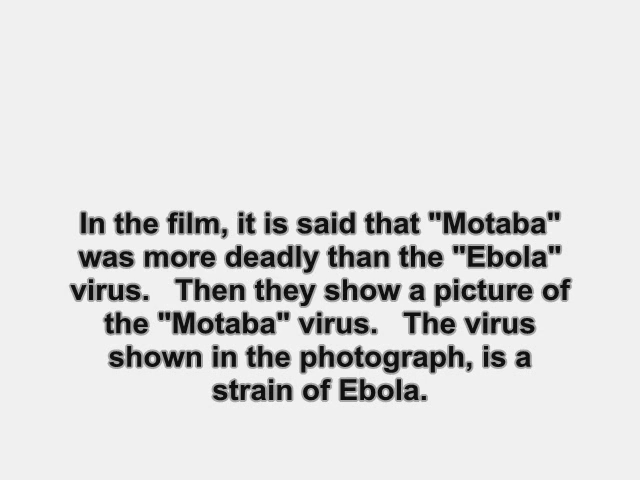 In the film, it is said that "Motaba"
was more deadly than the "Ebola"
virus.   Then they show a picture of
the "Motaba" virus.   The virus
shown in the photograph, is a
strain of Ebola.